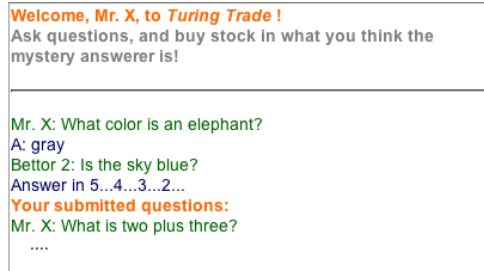 Welcome, Mr. X, to Turing Trade !
Ask questions, and buy stock in what you think the
mystery answerer is!
Mr. X: What color is an elephant?
A: gray
Bettor 2: Is the sky blue?
Answer in 5...4...3...2...
Your submitted questions:
Mr. X: What is two plus three?
....